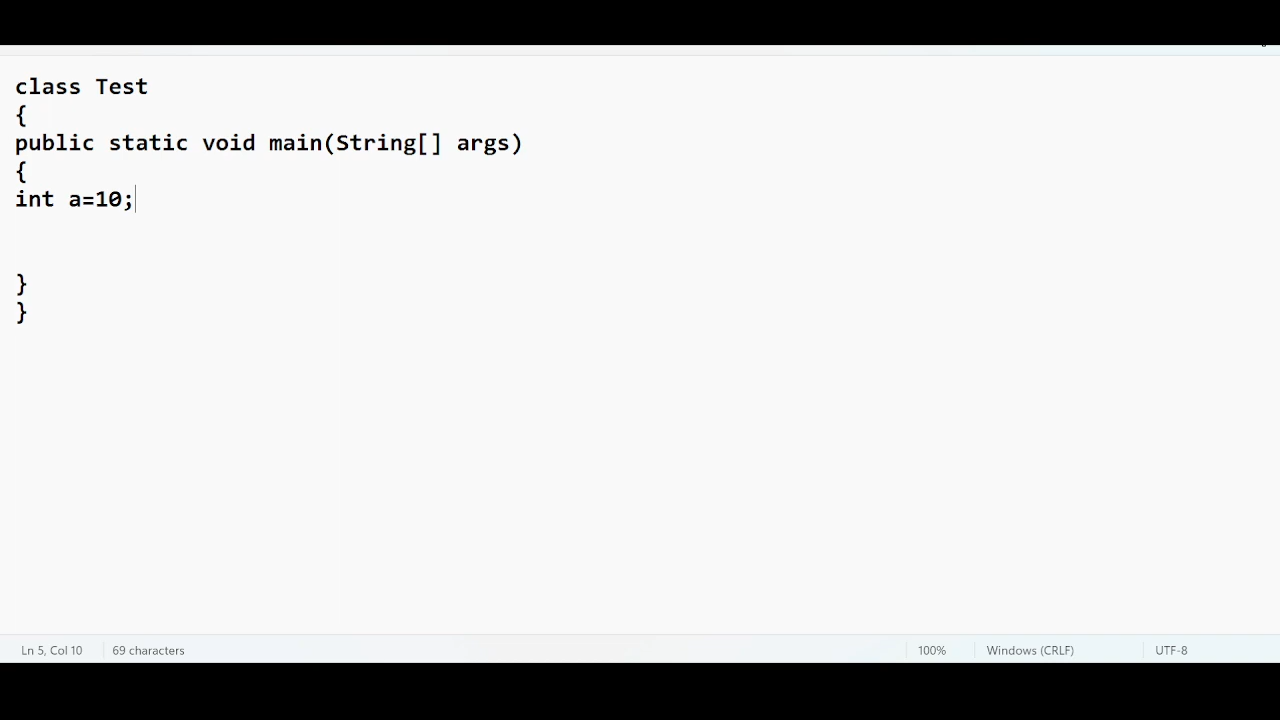 class Test
{
public static void main(String[] args)
{
int a=10;
}
}
Ln 5, Col 10 69 characters 100% Windows (CRLF) UTF-8